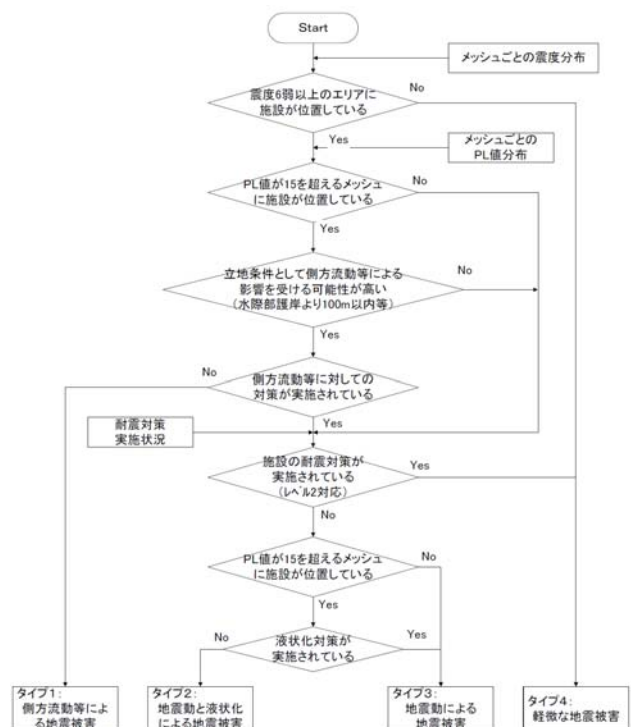 Start
メッシュごとの震度分布
震度6弱以上のエリアに
施設が位置している
No
Yes
メッシュごとの
PL値分布
PL値が15を超えるメッシュ
に施設が位置している
No
Yes
立地条件として側方流動等による
影響を受ける可能性が高い
(水際部護岸より100m以内等)
No
Yes
側方流動等に対しての
対策が実施されている
No
Yes
耐震対策
実施状況
施設の耐震対策が
実施されている
(レベル2対応)
Yes
No
PL値が15を超えるメッシュ
に施設が位置している
No
Yes
液状化対策が
実施されている
No
Yes
タイプ1:
側方流動等によ
る地震被害
タイプ2:
地震動と液状化
による地震被害
タイプ3:
地震動による
地震被害
タイプ4:
軽微な地震被害